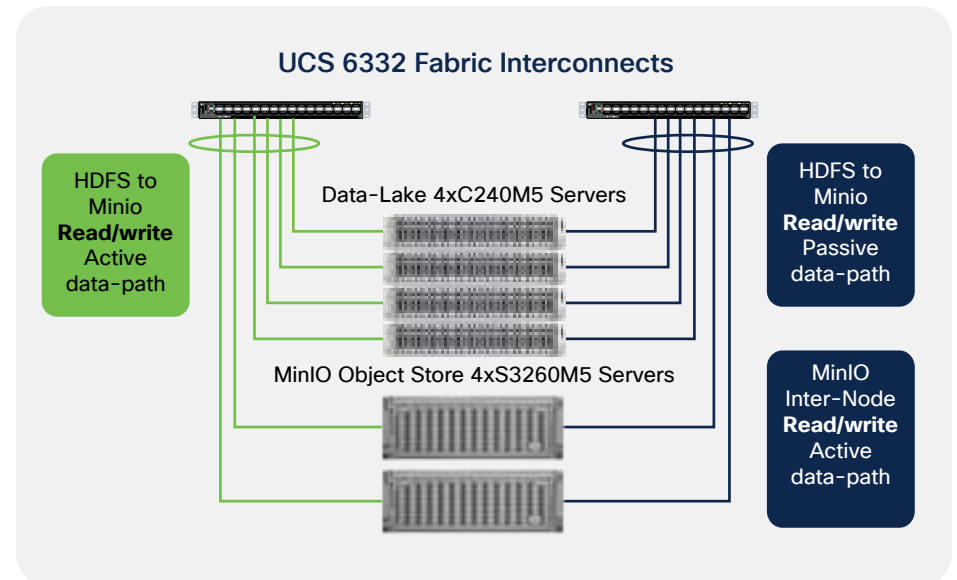 UCS 6332 Fabric Interconnects
HDFS to
Minio
Read/write
Active
data-path
Data-Lake 4xC240M5 Servers
HDFS to
Minio
Read/write
Passive
data-path
MinIO Object Store 4xS3260M5 Servers
MinIO
Inter-Node
Read/write
Active
data-path